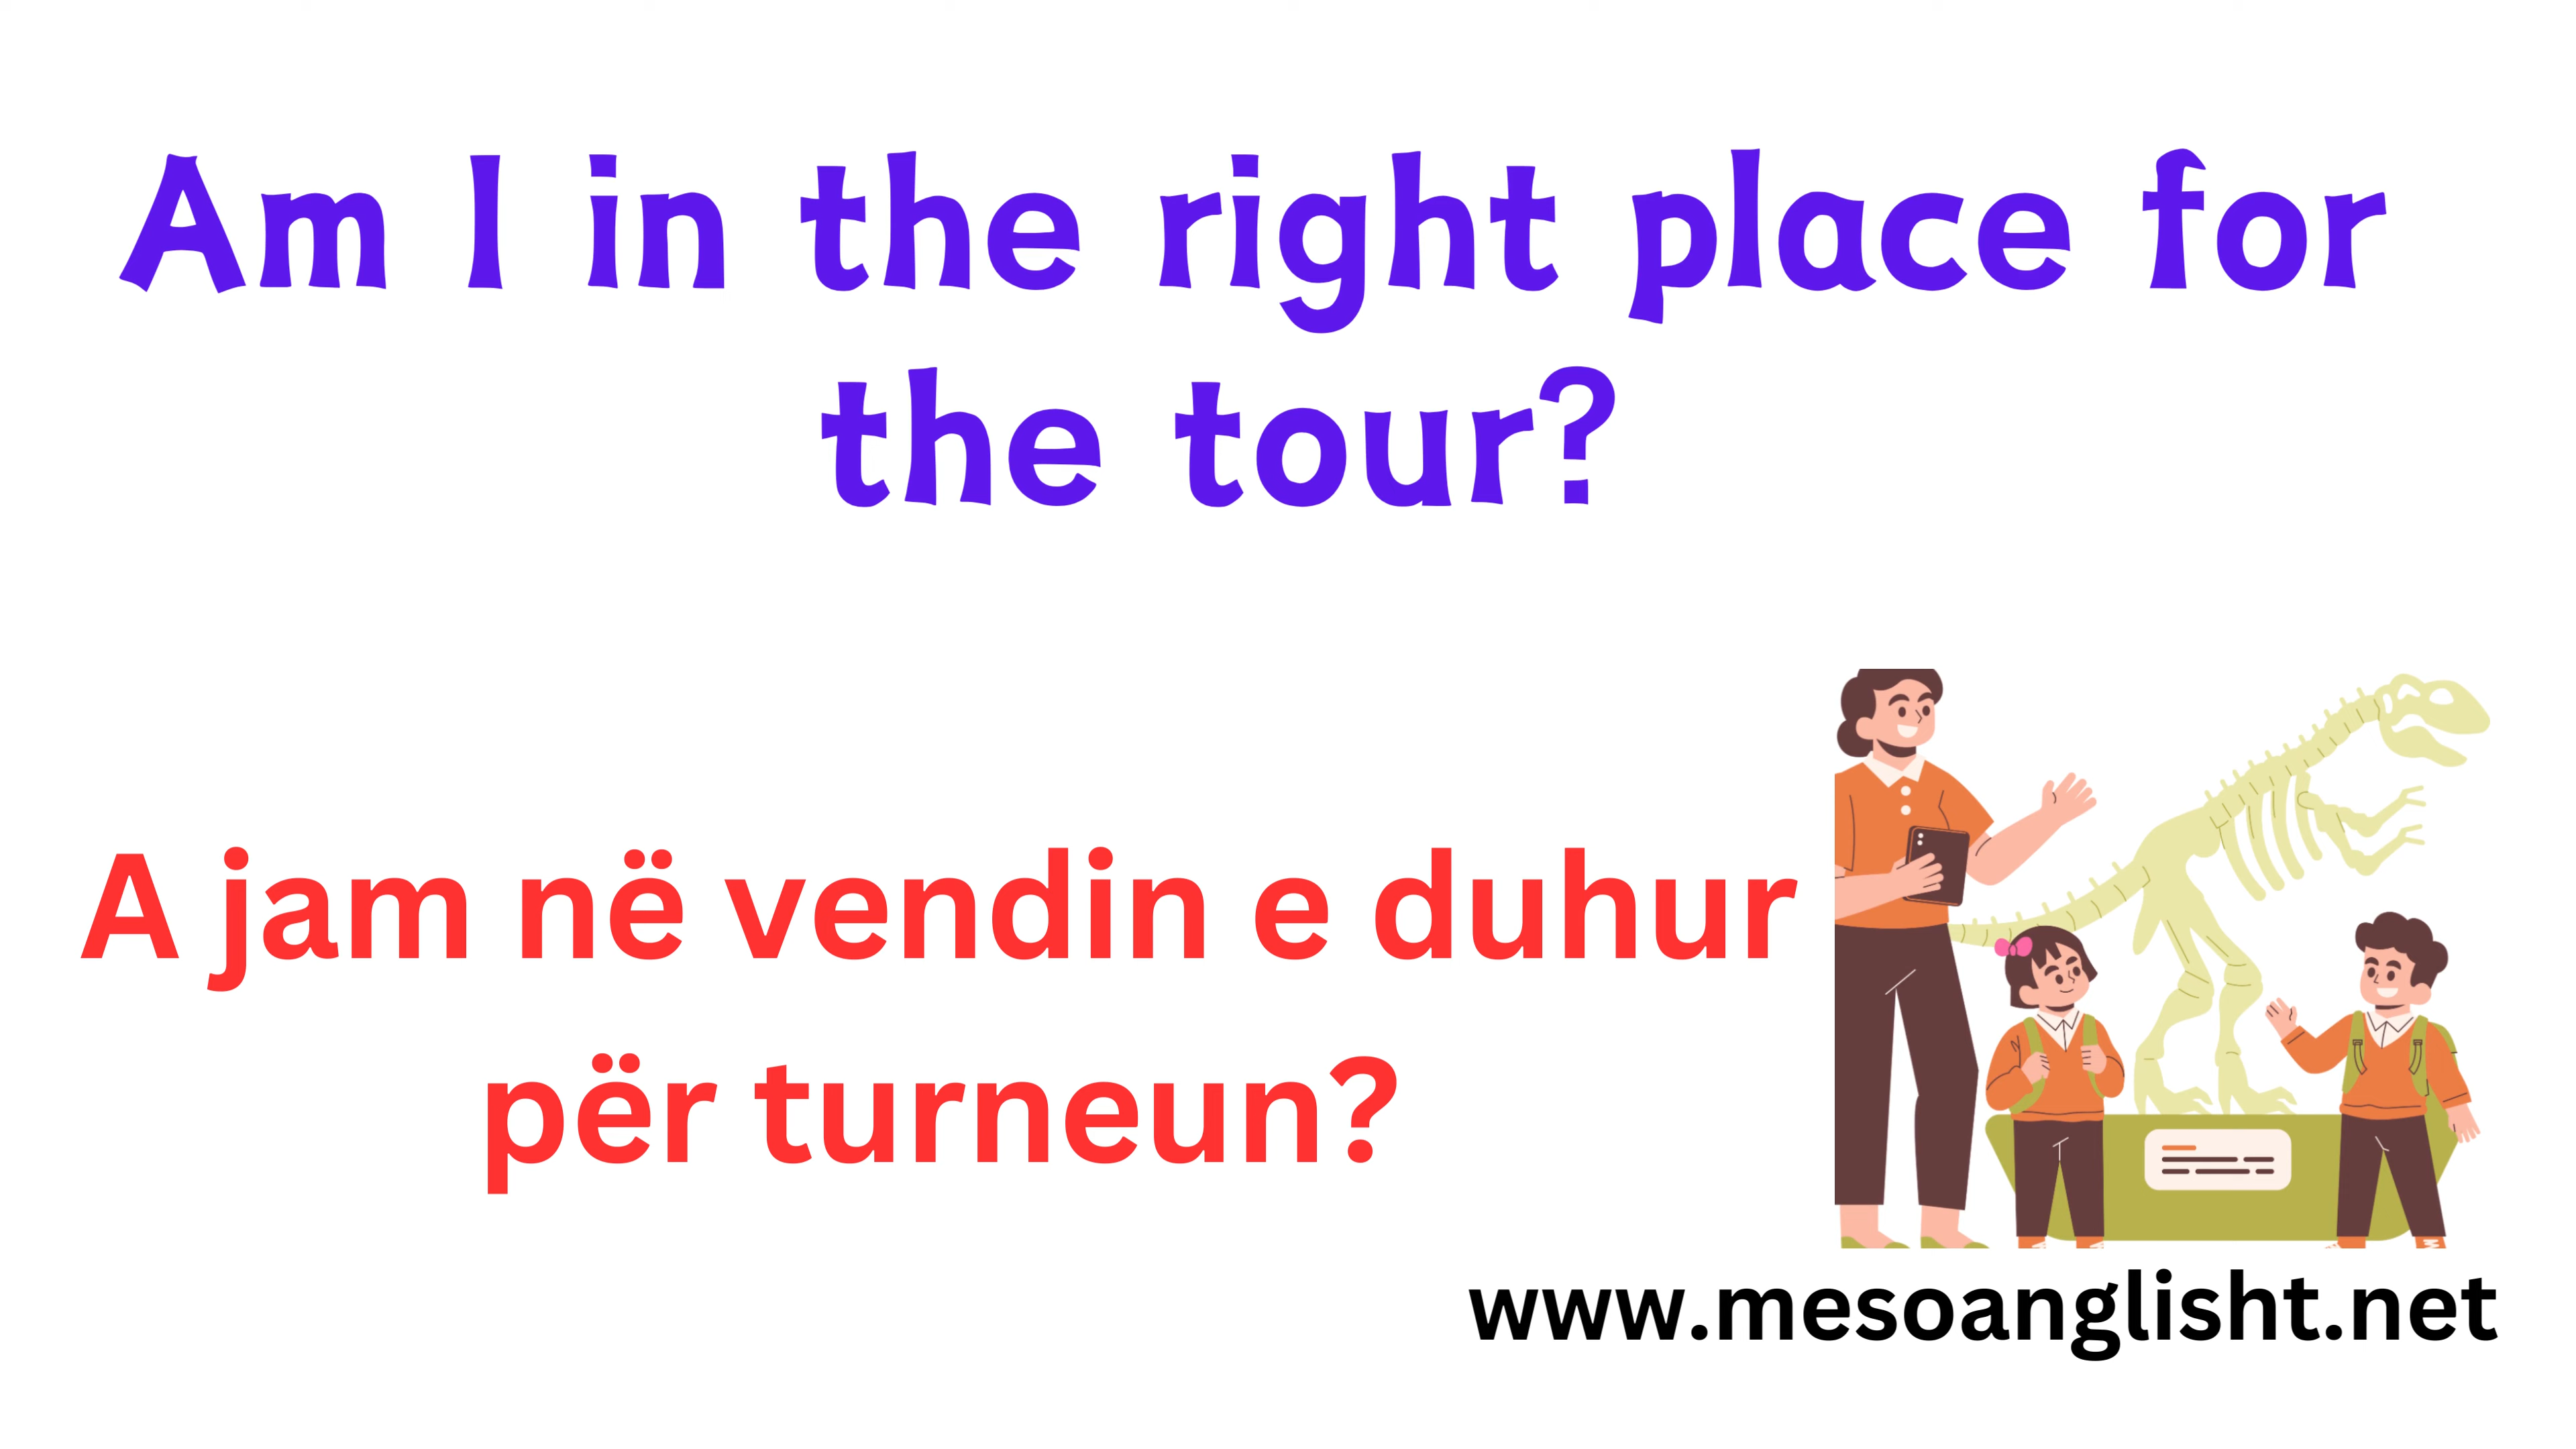 Am I in the right place for
the tour?
A jam në vendin e duhur
për turneun?
www.mesoanglisht.net